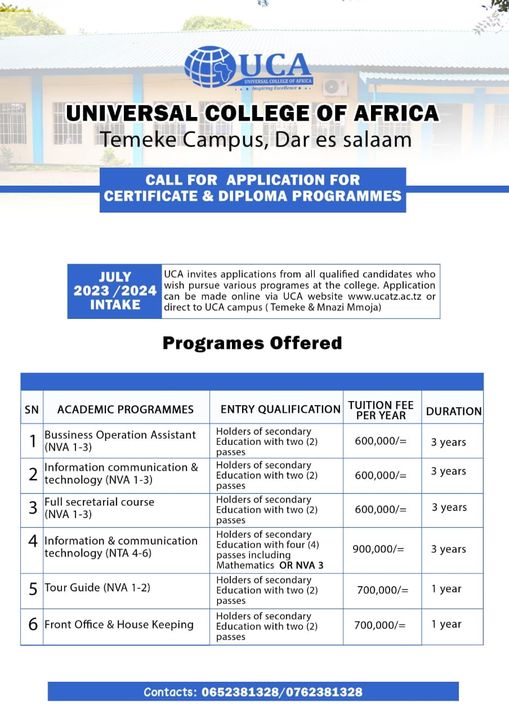 UCA
UNIVERSAL COLLEGE OF AFRICA
Inspiring Excellence
UNIVERSAL COLLEGE OF AFRICA
Temeke Campus, Dar es salaam
CALL FOR APPLICATION FOR
CERTIFICATE & DIPLOMA PROGRAMMES
JULY
2023 /2024
INTAKE
UCA invites applications from all qualified candidates who
wish pursue various programes at the college. Application
can be made online via UCA website www.ucatz.ac.tz or
direct to UCA campus ( Temeke & Mnazi Mmoja)
Programes Offered
SN ACADEMIC PROGRAMMES ENTRY QUALIFICATION TUITION FEE PER YEAR DURATION
1 Bussiness Operation Assistant
(NVA 1-3)
Holders of secondary
Education with two (2)
passes
600,000/= 3 years
2 Information communication &
technology (NVA 1-3)
Holders of secondary
Education with two (2)
passes
600,000/= 3 years
3 Full secretarial course
(NVA 1-3)
Holders of secondary
Education with two (2)
passes
600,000/= 3 years
4 Information & communication
technology (NTA 4-6)
Holders of secondary
Education with four (4)
passes including
Mathematics OR NVA 3
900,000/= 3 years
5 Tour Guide (NVA 1-2)
Holders of secondary
Education with two (2)
passes
700,000/= 1 year
6 Front Office & House Keeping
Holders of secondary
Education with two (2)
passes
700,000/= 1 year
Contacts: 0652381328/0762381328